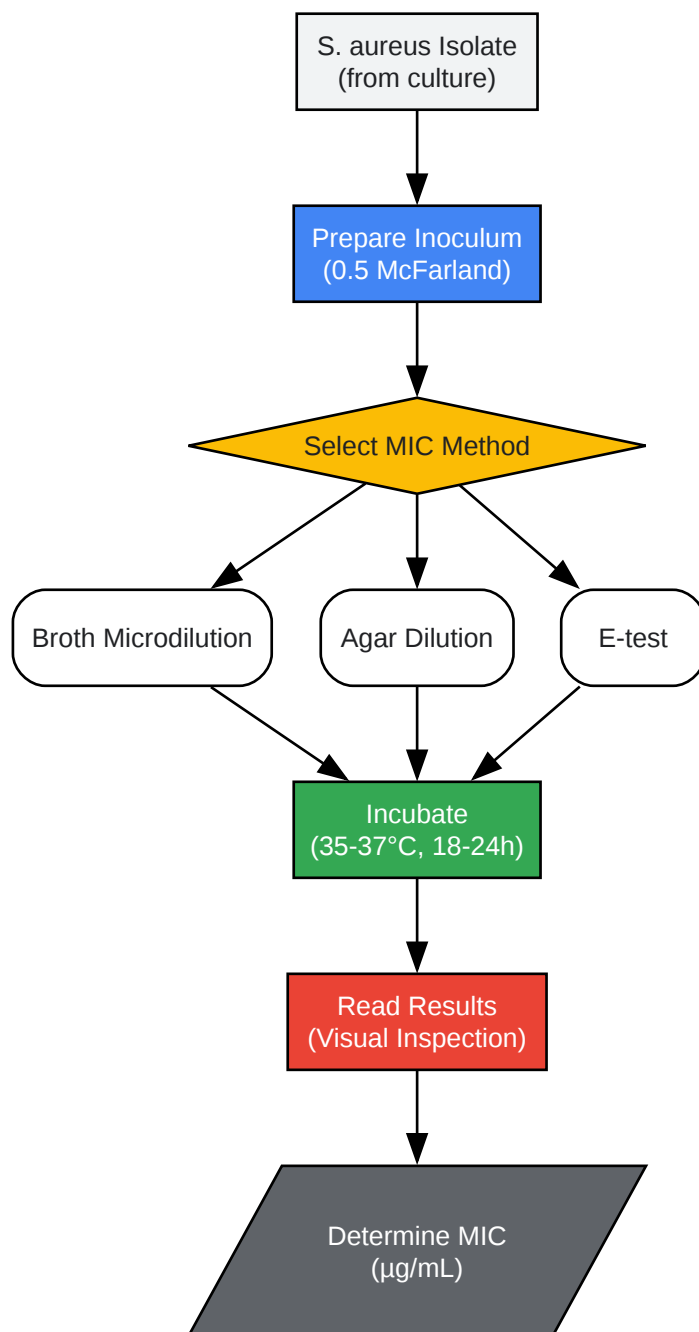 S. aureus Isolate
(from culture)
Prepare Inoculum
(0.5 McFarland)
Select MIC Method
Broth Microdilution
Agar Dilution
E-test
Incubate
(35-37°C, 18-24h)
Read Results
(Visual Inspection)
Determine MIC
(µg/mL)